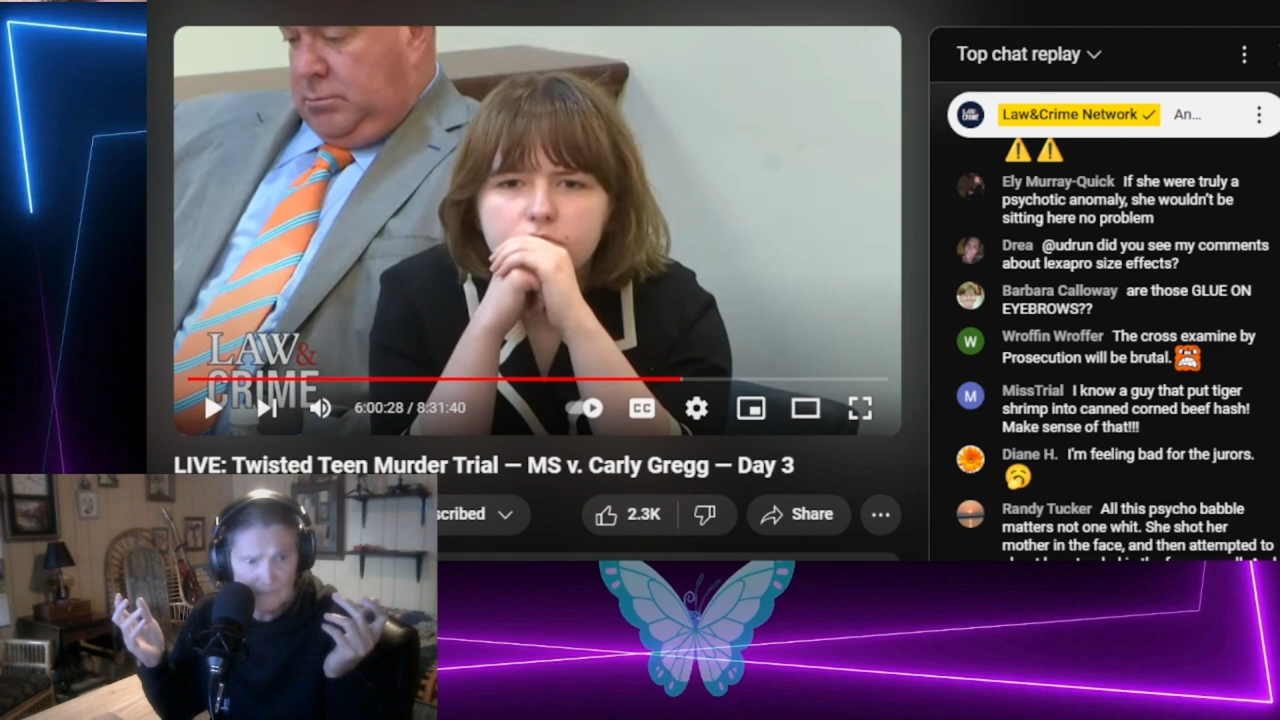 Top chat replay
Law&Crime Network An...
Ely Murray-Quick If she were truly a
psychotic anomaly, she wouldn't be
sitting here no problem
Drea @udrun did you see my comments
about lexapro size effects?
Barbara Calloway are those GLUE ON
EYEBROWS??
W Wroffin Wroffer The cross examine by
Prosecution will be brutal.
M MissTrial I know a guy that put tiger
shrimp into canned corned beef hash!
Make sense of that!!!
Diane H. I'm feeling bad for the jurors.
Randy Tucker All this psycho babble
matters not one whit. She shot her
mother in the face, and then attempted to
LAW&
CRIME
6:00:28 / 8:31:40
CC
LIVE: Twisted Teen Murder Trial — MS v. Carly Gregg — Day 3
scribed
2.3K
Share